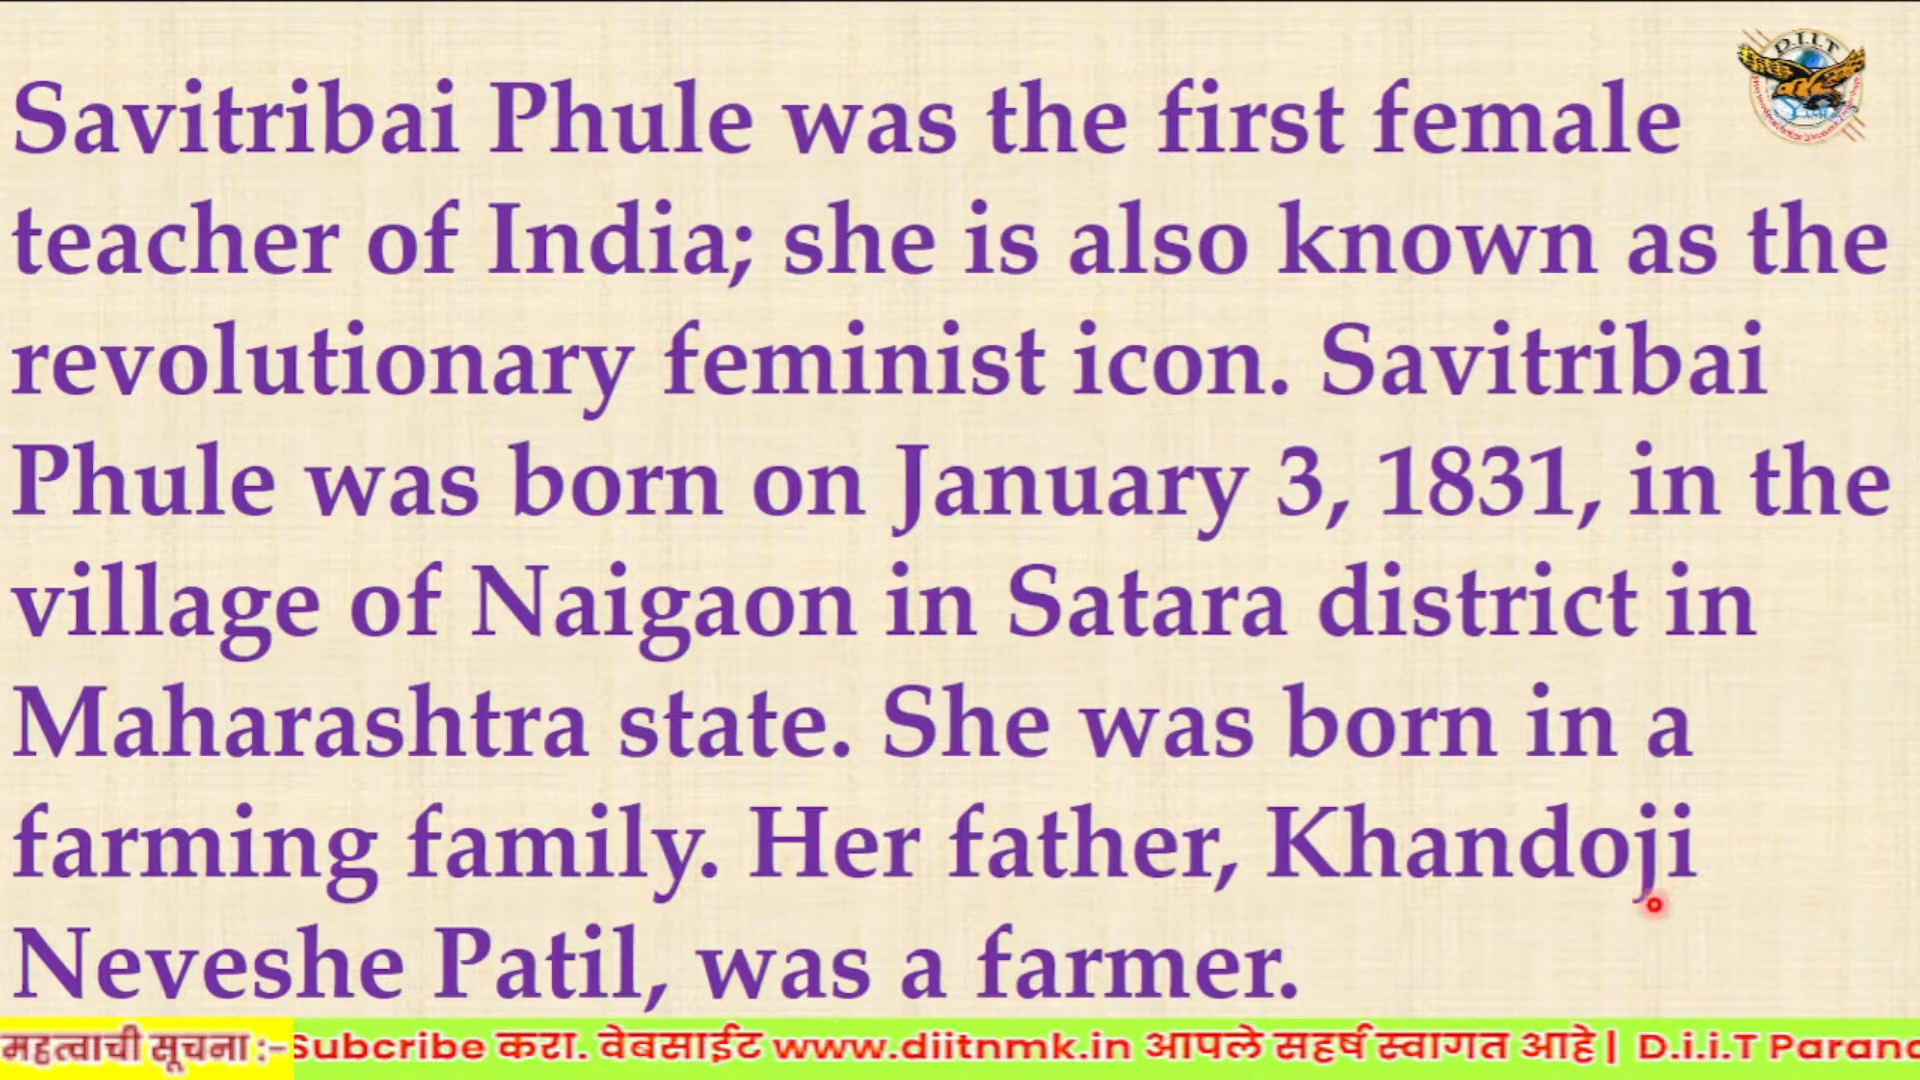 Savitribai Phule was the first female
teacher of India; she is also known as the
revolutionary feminist icon. Savitribai
Phule was born on January 3, 1831, in the
village of Naigaon in Satara district in
Maharashtra state. She was born in a
farming family. Her father, Khandoji
Neveshe Patil, was a farmer.
D.I.I.T
महत्वाची सूचना :- Subcribe करा. वेबसाईट www.diitnmk.in आपले सहर्ष स्वागत आहे | D.i.i.T